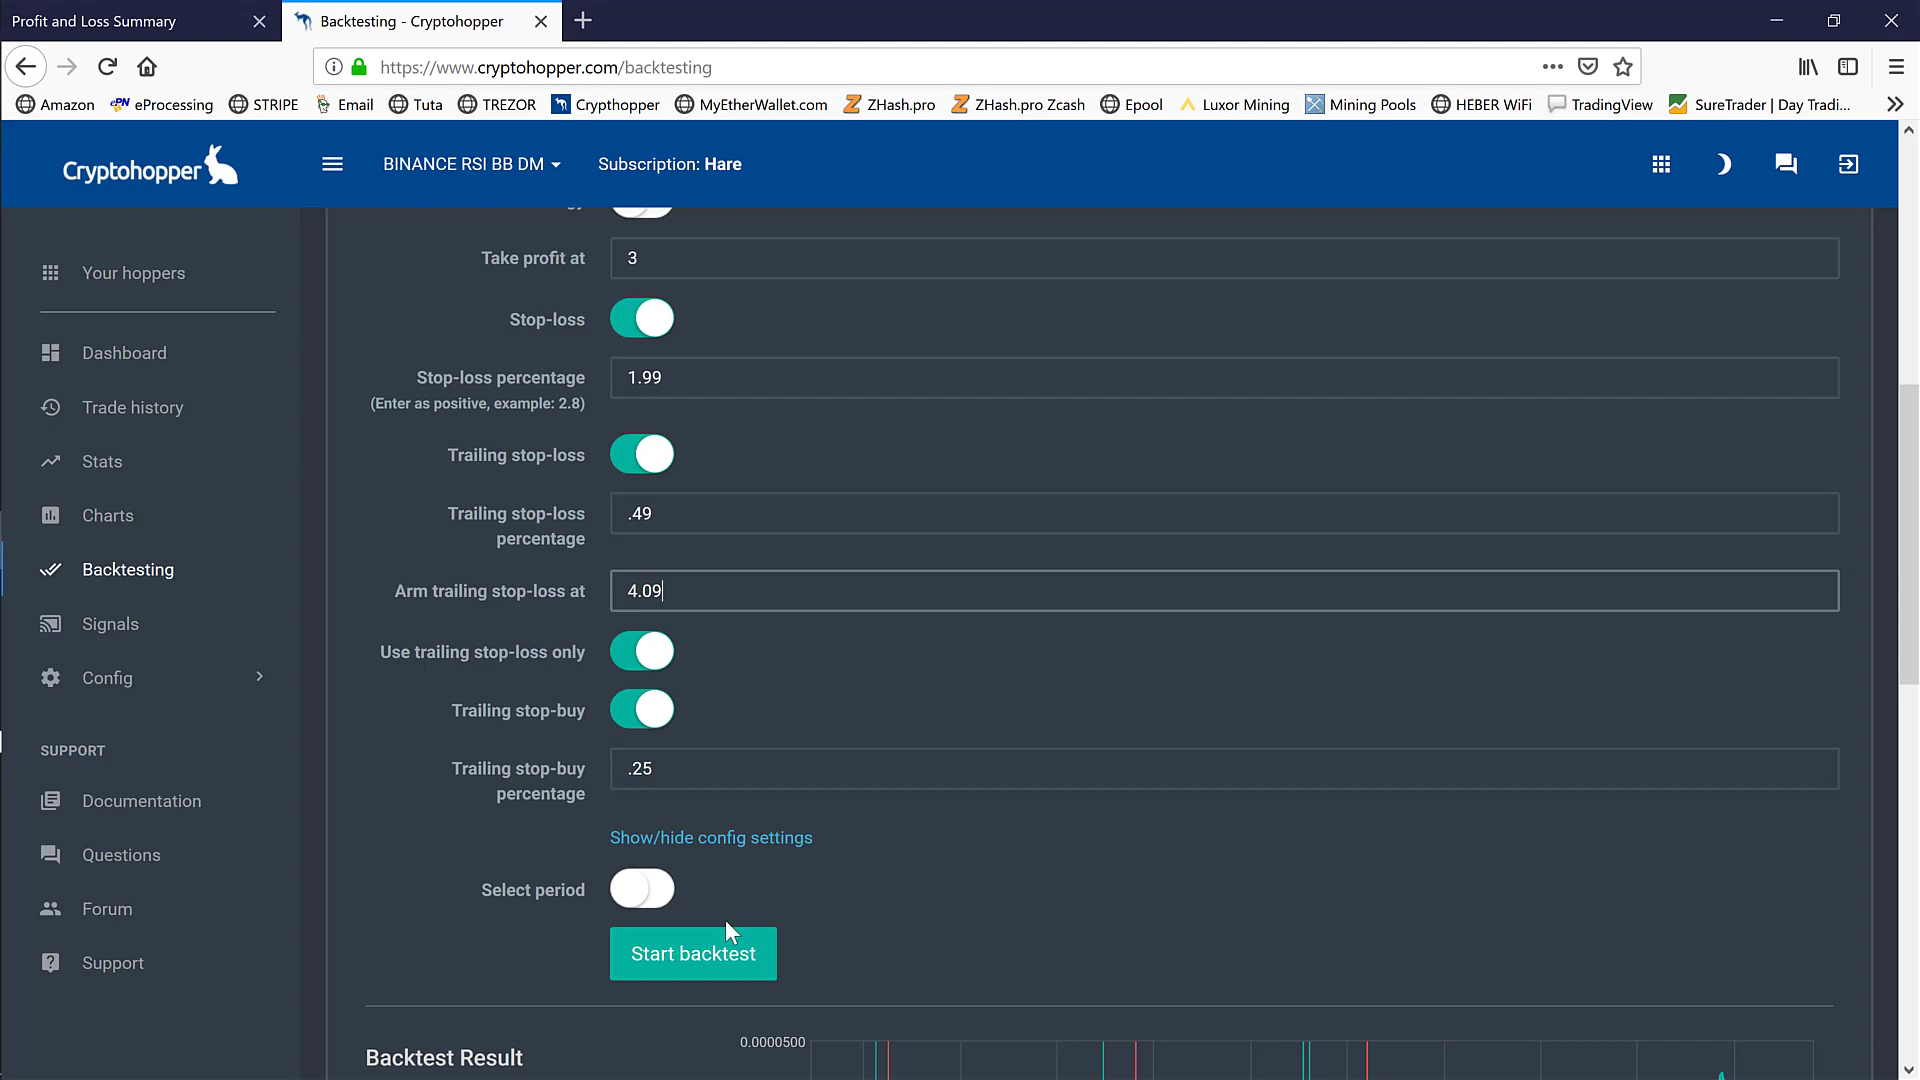 Profit and Loss Summary
Backtesting - Cryptohopper
https://www.cryptohopper.com/backtesting
Amazon ePN eProcessing STRIPE Email Tuta TREZOR Crypthopper MyEtherWallet.com ZHash.pro ZHash.pro Zcash Epool Luxor Mining Mining Pools HEBER WiFi TradingView SureTrader | Day Tradi...
Cryptohopper
BINANCE RSI BB DM
Subscription: Hare
Your hoppers
Dashboard
Trade history
Stats
Charts
Backtesting
Signals
Config
SUPPORT
Documentation
Questions
Forum
Support
Take profit at 3
Stop-loss
Stop-loss percentage 1.99
(Enter as positive, example: 2.8)
Trailing stop-loss
Trailing stop-loss .49
percentage
Arm trailing stop-loss at 4.09
Use trailing stop-loss only
Trailing stop-buy
Trailing stop-buy .25
percentage
Show/hide config settings
Select period
Start backtest
Backtest Result
0.0000500